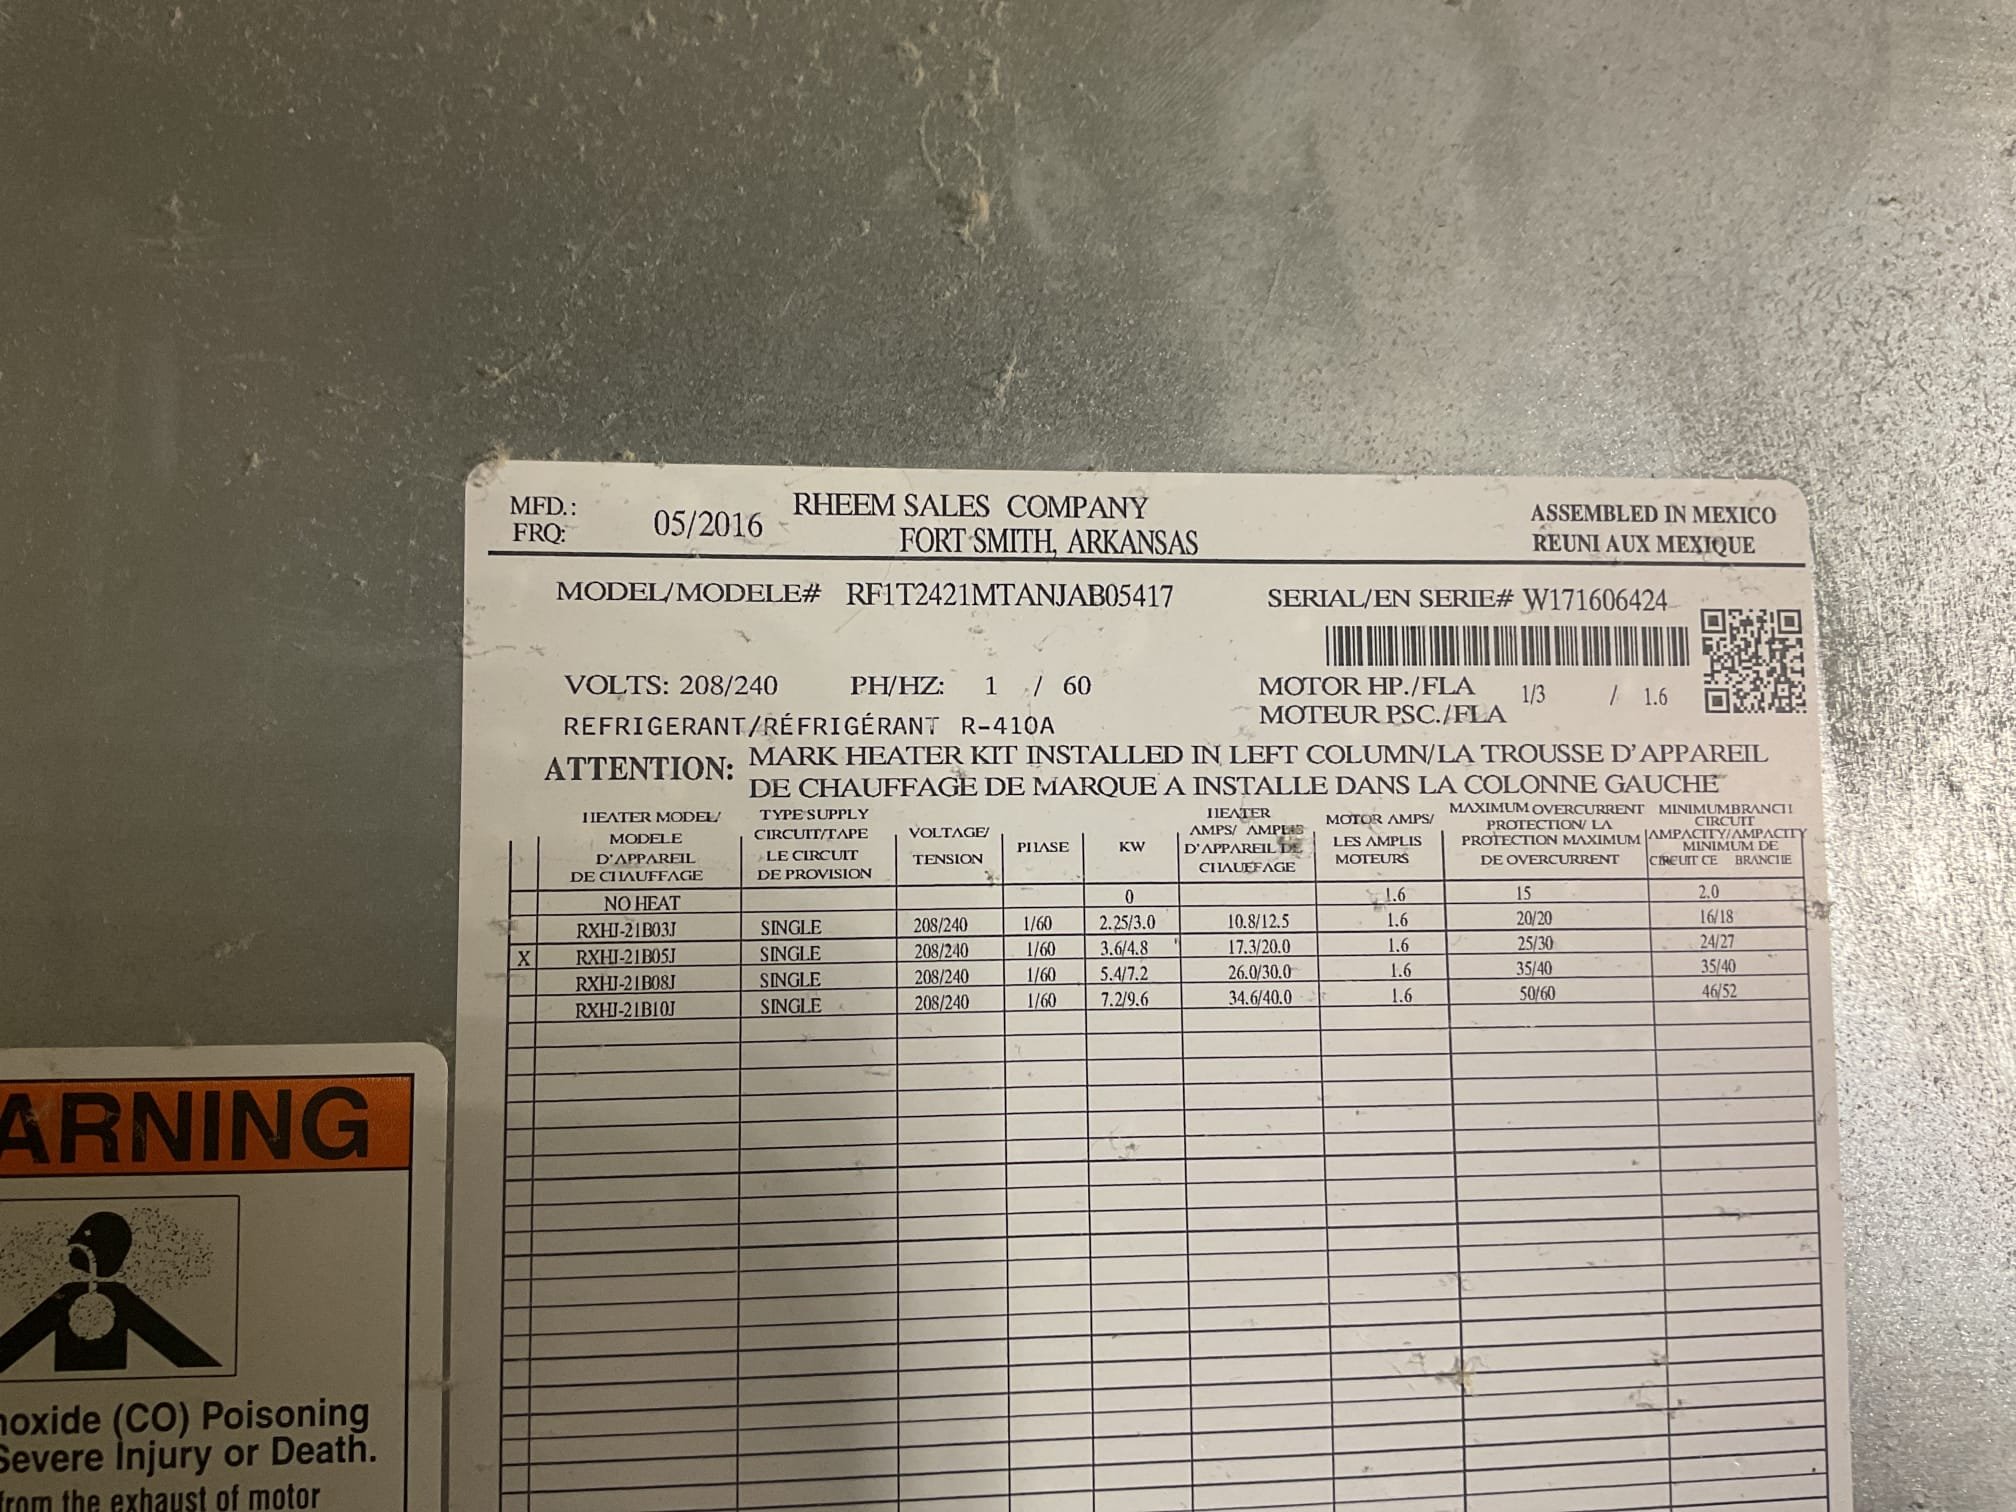 MFD.:
FRQ:
05/2016
RHEEM SALES COMPANY
FORT SMITH, ARKANSAS
ASSEMBLED IN MEXICO
REUNI AUX MEXIQUE
MODEL/MODELE# RF1T2421MTANJAB05417
SERIAL/EN SERIE# W171606424
VOLTS: 208/240 PH/HZ: 1 / 60
MOTOR HP./FLA
MOTEUR PSC./FLA
1/3 / 1.6
REFRIGERANT/RÉFRIGÉRANT R-410A
ATTENTION:
MARK HEATER KIT INSTALLED IN LEFT COLUMN/LA TROUSSE D'APPAREIL
DE CHAUFFAGE DE MARQUE A INSTALLE DANS LA COLONNE GAUCHE
HEATER MODEL/
MODELE
D'APPAREIL
DE CHAUFFAGE
TYPE SUPPLY
CIRCUIT/TAPE
LE CIRCUIT
DE PROVISION
VOLTAGE/
TENSION
PHASE
KW
HEATER
AMPS/ AMPLIS
D'APPAREIL DE
CHAUFFAGE
MOTOR AMPS/
LES AMPLIS
MOTEURS
MAXIMUM OVERCURRENT
PROTECTION/ LA
PROTECTION MAXIMUM
DE OVERCURRENT
MINIMUMBRANCH
CIRCUIT
AMPACITY/AMPACITY
MINIMUM DE
CIRCUIT CE BRANCHE
NO HEAT 0 1.6 15 2.0
RXHJ-21B03J SINGLE 208/240 1/60 2.25/3.0 10.8/12.5 1.6 20/20 16/18
X RXHJ-21B05J SINGLE 208/240 1/60 3.6/4.8 17.3/20.0 1.6 25/30 24/27
RXHJ-21B08J SINGLE 208/240 1/60 5.4/7.2 26.0/30.0 1.6 35/40 35/40
RXHJ-21B10J SINGLE 208/240 1/60 7.2/9.6 34.6/40.0 1.6 50/60 46/52
ARNING
noxide (CO) Poisoning
Severe Injury or Death.
from the exhaust of motor